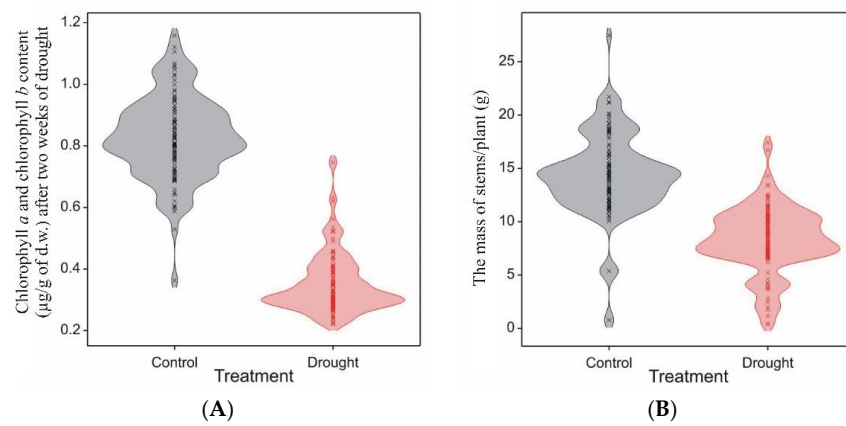 Chlorophyll a and chlorophyll b content
(µg/g of d.w.) after two weeks of drought
1.2
1.0
0.8
0.6
0.4
0.2
Control
Drought
Treatment
(A)
The mass of stems/plant (g)
25
20
15
10
5
0
Control
Drought
Treatment
(B)